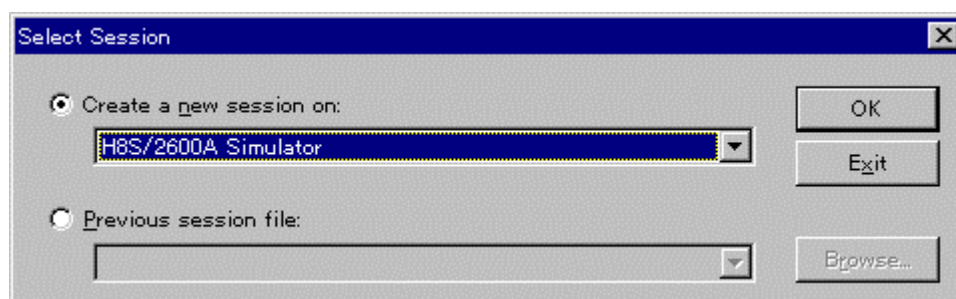 Select Session
Create a new session on:
OK
H8S/2600A Simulator
Exit
Previous session file:
Browse...